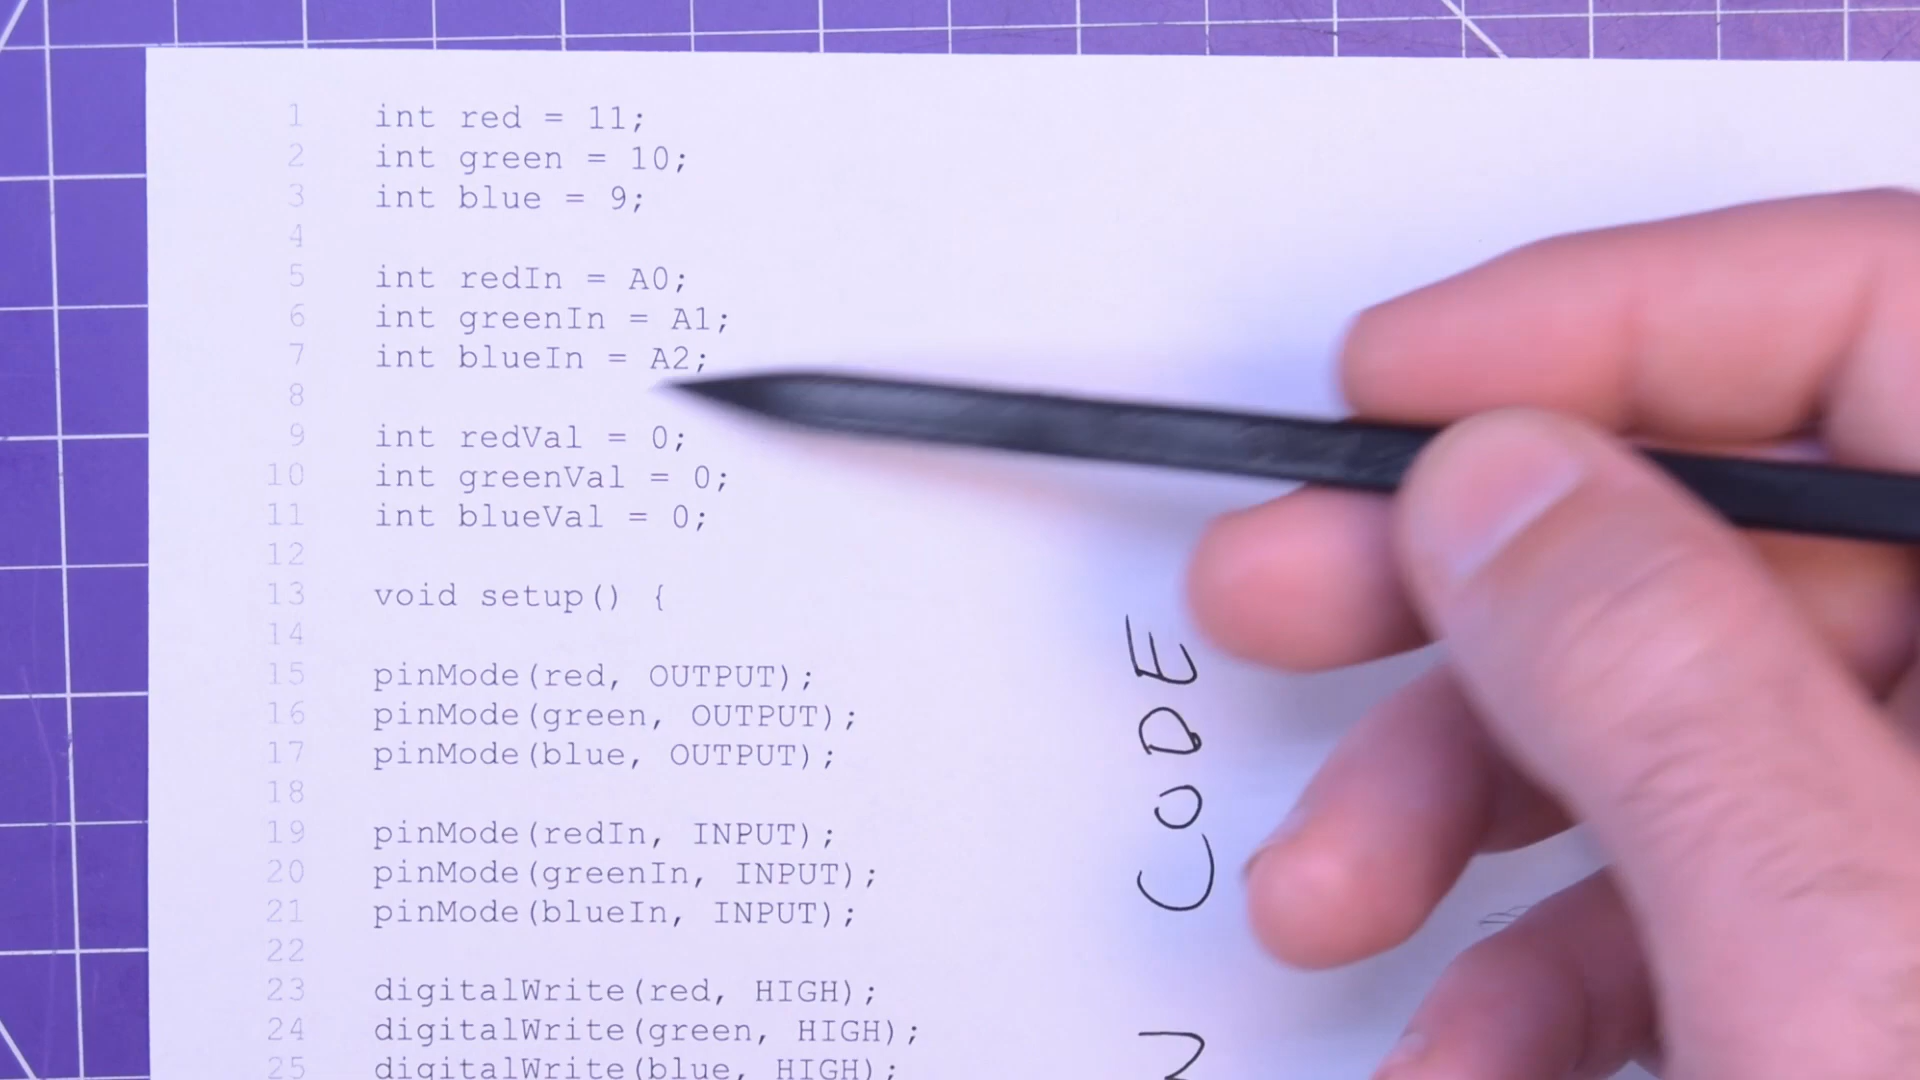 1 int red = 11;
2 int green = 10;
3 int blue = 9;
4
5 int redIn = A0;
6 int greenIn = A1;
7 int blueIn = A2;
8
9 int redVal = 0;
10 int greenVal = 0;
11 int blueVal = 0;
12
13 void setup() {
14
15 pinMode(red, OUTPUT);
16 pinMode(green, OUTPUT);
17 pinMode(blue, OUTPUT);
18
19 pinMode(redIn, INPUT);
20 pinMode(greenIn, INPUT);
21 pinMode(blueIn, INPUT);
22
23 digitalWrite(red, HIGH);
24 digitalWrite(green, HIGH);
25 digitalWrite(blue, HIGH);
CODE